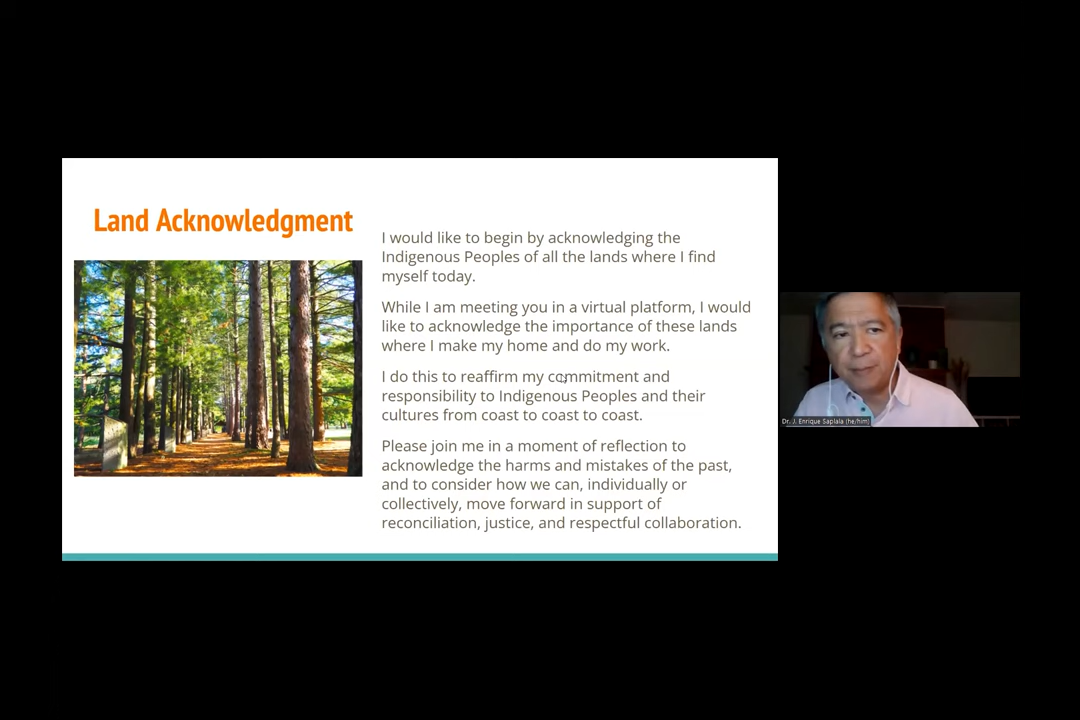 Land Acknowledgment
I would like to begin by acknowledging the
Indigenous Peoples of all the lands where I find
myself today.
While I am meeting you in a virtual platform, I would
like to acknowledge the importance of these lands
where I make my home and do my work.
I do this to reaffirm my commitment and
responsibility to Indigenous Peoples and their
cultures from coast to coast to coast.
Please join me in a moment of reflection to
acknowledge the harms and mistakes of the past,
and to consider how we can, individually or
collectively, move forward in support of
reconciliation, justice, and respectful collaboration.
Dr. J. Enrique Saplala (he/him)